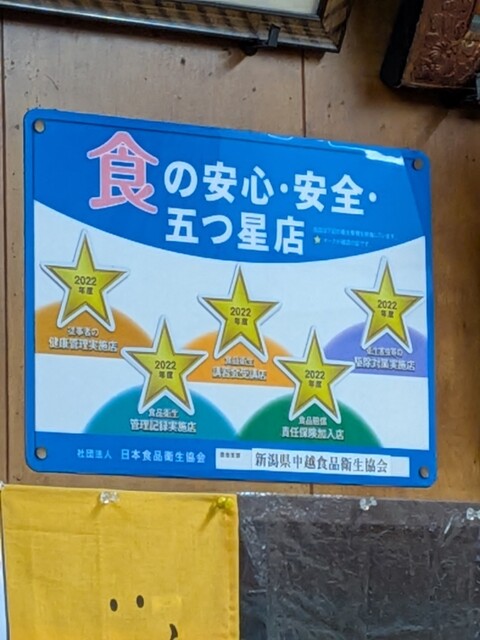 食の安心・安全・
五つ星店
2022
年度
従事者の
健康管理実施店
2022
年度
食品衛生
管理記録実施店
2022
年度
講習会受講店
2022
年度
食品賠償
責任保険加入店
2022
年度
衛生害虫等の
駆除対策実施店
社団法人 日本食品衛生協会
新潟県中越食品衛生協会